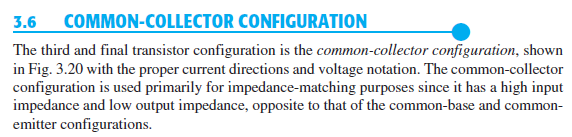 3.6 COMMON-COLLECTOR CONFIGURATION
The third and final transistor configuration is the common-collector configuration, shown
in Fig. 3.20 with the proper current directions and voltage notation. The common-collector
configuration is used primarily for impedance-matching purposes since it has a high input
impedance and low output impedance, opposite to that of the common-base and common-
emitter configurations.